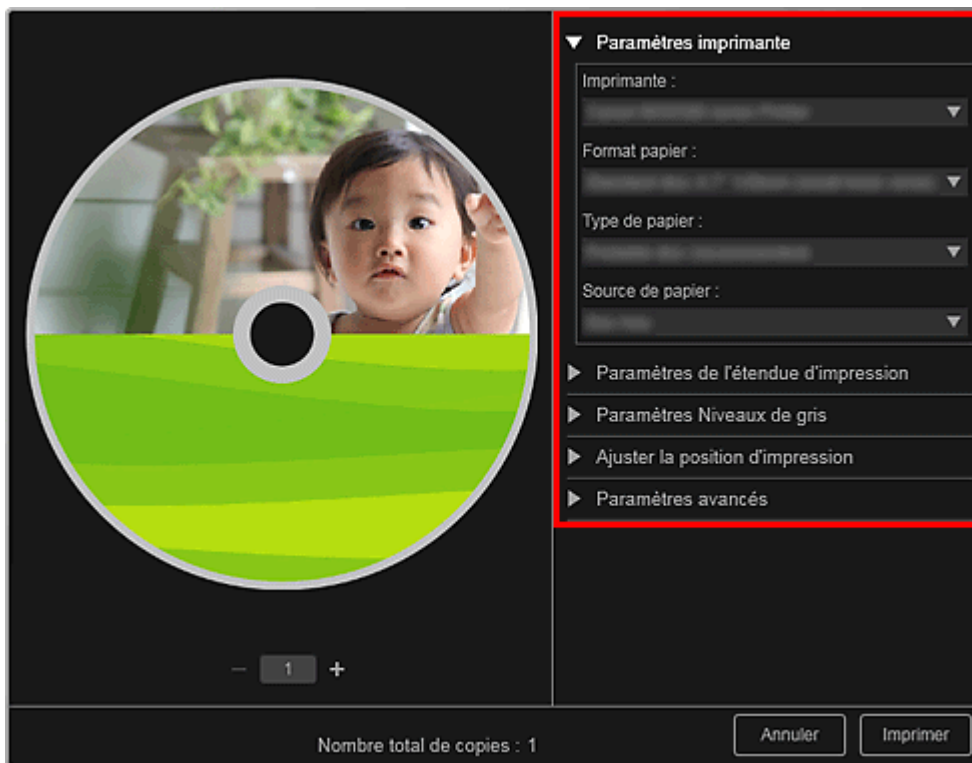 Paramètres imprimante
Imprimante :
Format papier :
Type de papier :
Source de papier :
Paramètres de l'étendue d'impression
Paramètres Niveaux de gris
Ajuster la position d'impression
Paramètres avancés
1
Nombre total de copies : 1
Annuler
Imprimer